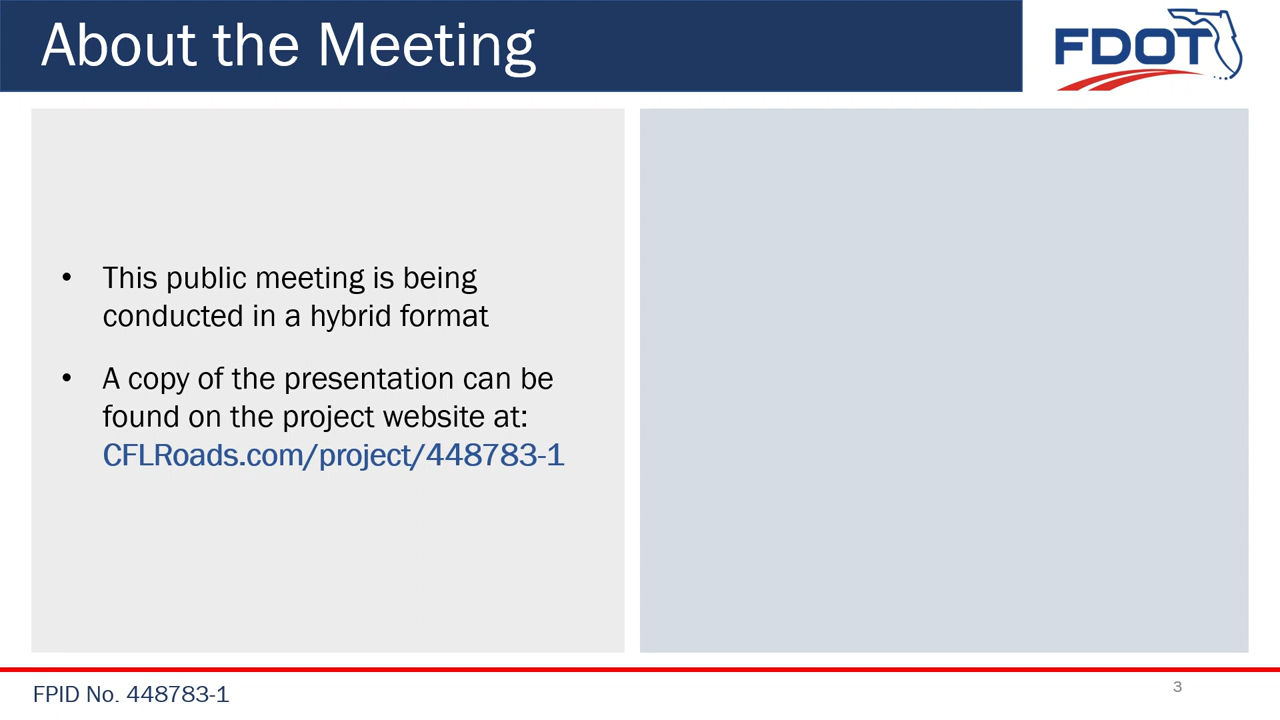 About the Meeting
FDOT
• This public meeting is being
conducted in a hybrid format
• A copy of the presentation can be
found on the project website at:
CFLRoads.com/project/448783-1
FPID No. 448783-1
3